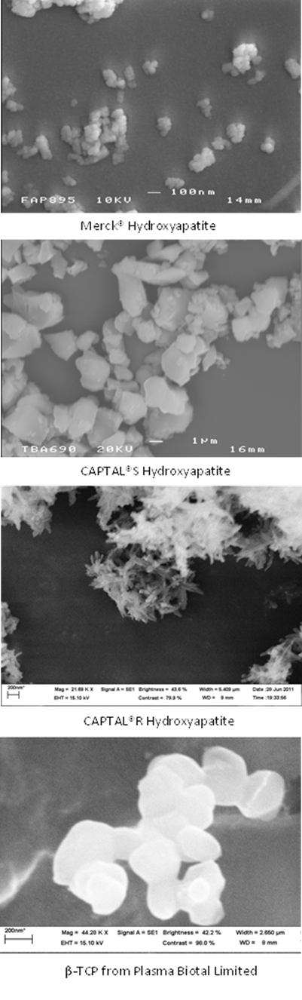 FAP895 10KV 100nm 14mm
Merck® Hydroxyapatite
TBA690 20KV 1µm 16mm
CAPTAL®S Hydroxyapatite
200nm* Mag = 21.69 K X Signal A = SE1 Brightness = 43.6 % Width = 5.409 µm Date :28 Jun 2011
EHT = 15.10 kV Contrast = 79.9 % WD = 9 mm Time :19:33:56
CAPTAL®R Hydroxyapatite
200nm* Mag = 44.28 K X Signal A = SE1 Brightness = 42.2 % Width = 2.650 µm
EHT = 15.10 kV Contrast = 98.0 % WD = 8 mm
β-TCP from Plasma Biotal Limited